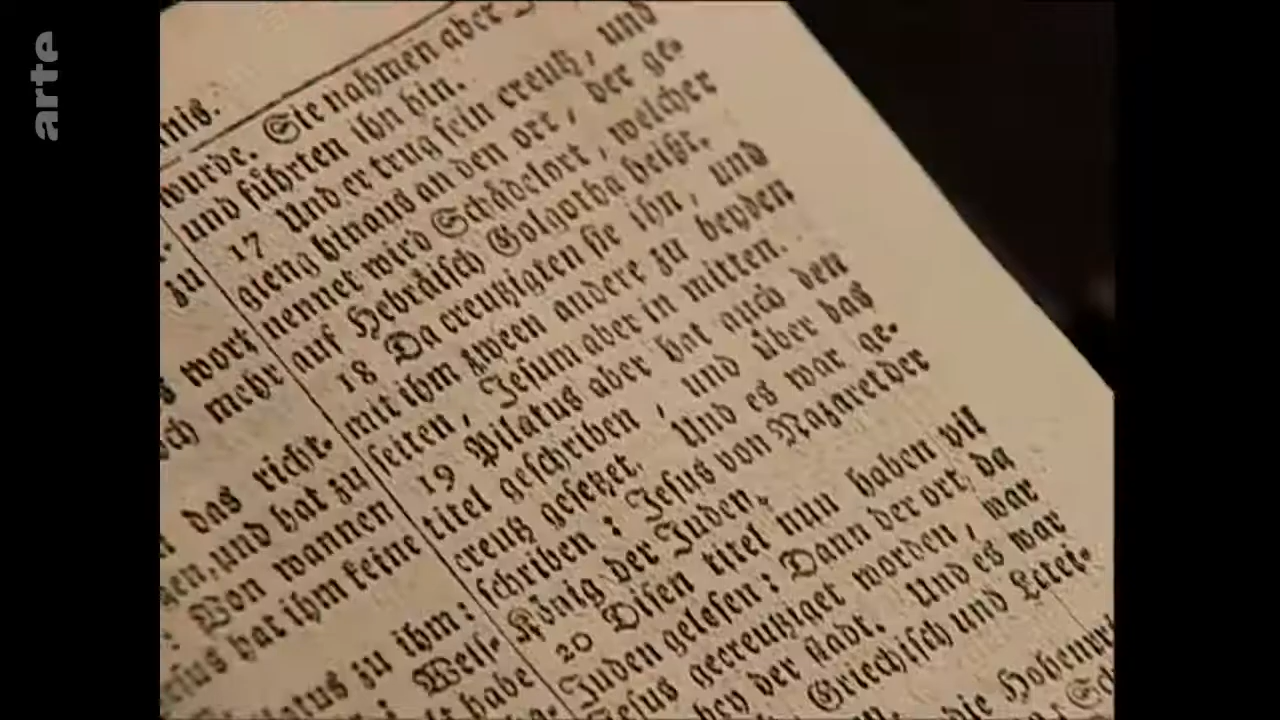 arte
nis.
wurde. Sie nahmen aber
und führten ihn hin.
17 Und er trug sein creutz, und
gieng hinaus an den ort, der ge-
nennet wird Schädelort, welcher
auf Hebräisch Golgotha heißt.
18 Da creutzigten sie ihn, und
mit ihm zween andere zu beyden
seiten, Jesum aber in mitten.
19 Pilatus aber hat auch den
titel geschriben, und über das
creutz gesetzet. Und es war ge-
schriben: Jesus von Nazaret der
König der Juden.
20 Disen titel nun haben vil
Juden gelesen: Dann der ort, da
Jesus gecreutziget worden, war
bey der stadt. Und es war
Griechisch und Latei-
die Hohenpri
zu
wort
mehr
das richt-
und hat zu
Von wannen
hat ihm keine
zu ihm:
Weis-
habe